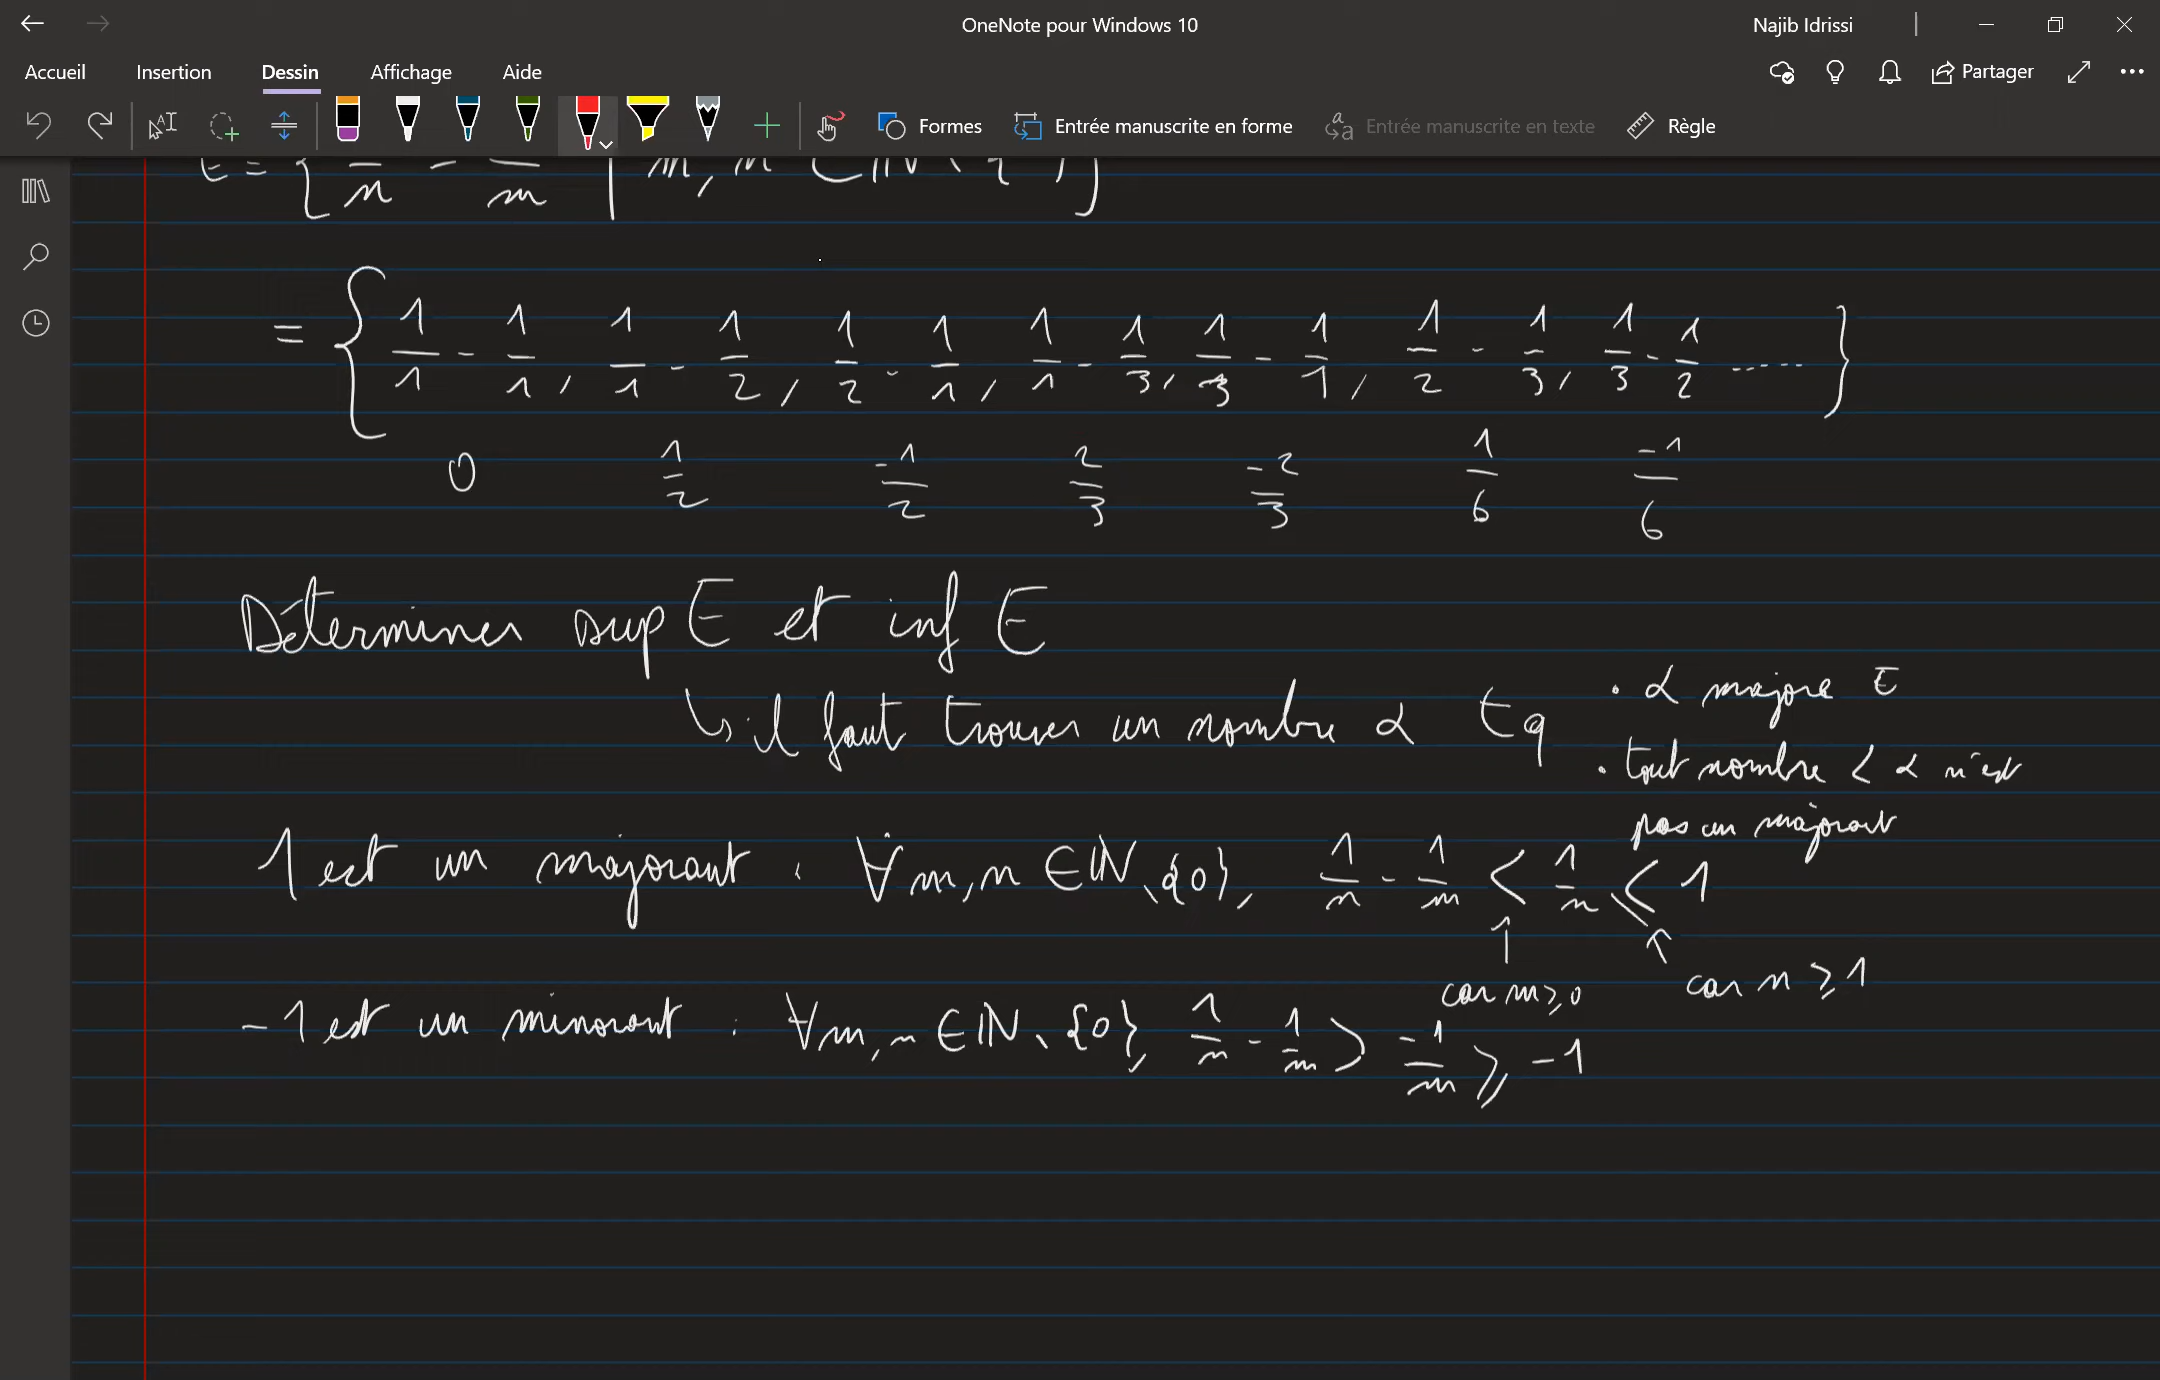 OneNote pour Windows 10
Najib Idrissi
Accueil Insertion Dessin Affichage Aide
Partager
Formes Entrée manuscrite en forme Entrée manuscrite en texte Règle
E = { 1/n - 1/m | m, n ∈ ℕ \ {0} }
= { 1/1 - 1/1, 1/1 - 1/2, 1/2 - 1/1, 1/1 - 1/3, 1/3 - 1/1, 1/2 - 1/3, 1/3 - 1/2 ..... }
0 1/2 -1/2 2/3 -2/3 1/6 -1/6
Déterminer sup E et inf E
↳ il faut trouver un nombre α tq
• α majore E
• tout nombre < α n'est
pas un majorant
1 est un majorant : ∀ m, n ∈ ℕ \ {0}, 1/n - 1/m < 1/n ⩽ 1
↑ ↑
car m ⩾ 0 car n ⩾ 1
-1 est un minorant : ∀ m, n ∈ ℕ \ {0}, 1/n - 1/m > -1/m ⩾ -1